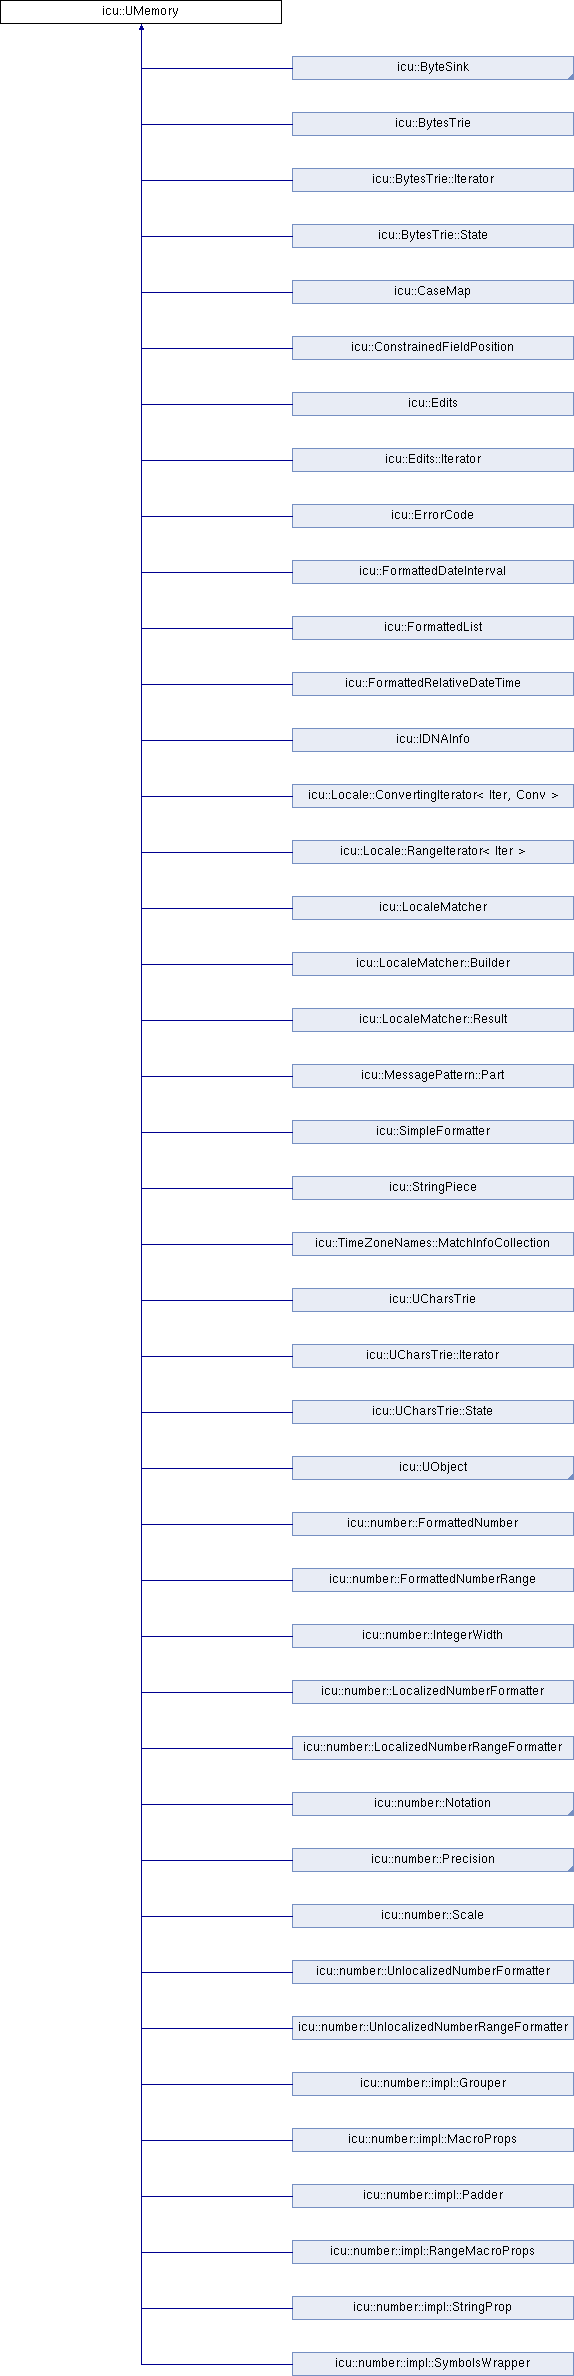 icu::UMemory
icu::ByteSink
icu::BytesTrie
icu::BytesTrie::Iterator
icu::BytesTrie::State
icu::CaseMap
icu::ConstrainedFieldPosition
icu::Edits
icu::Edits::Iterator
icu::ErrorCode
icu::FormattedDateInterval
icu::FormattedList
icu::FormattedRelativeDateTime
icu::IDNAInfo
icu::Locale::ConvertingIterator< Iter, Conv >
icu::Locale::RangeIterator< Iter >
icu::LocaleMatcher
icu::LocaleMatcher::Builder
icu::LocaleMatcher::Result
icu::MessagePattern::Part
icu::SimpleFormatter
icu::StringPiece
icu::TimeZoneNames::MatchInfoCollection
icu::UCharsTrie
icu::UCharsTrie::Iterator
icu::UCharsTrie::State
icu::UObject
icu::number::FormattedNumber
icu::number::FormattedNumberRange
icu::number::IntegerWidth
icu::number::LocalizedNumberFormatter
icu::number::LocalizedNumberRangeFormatter
icu::number::Notation
icu::number::Precision
icu::number::Scale
icu::number::UnlocalizedNumberFormatter
icu::number::UnlocalizedNumberRangeFormatter
icu::number::impl::Grouper
icu::number::impl::MacroProps
icu::number::impl::Padder
icu::number::impl::RangeMacroProps
icu::number::impl::StringProp
icu::number::impl::SymbolsWrapper